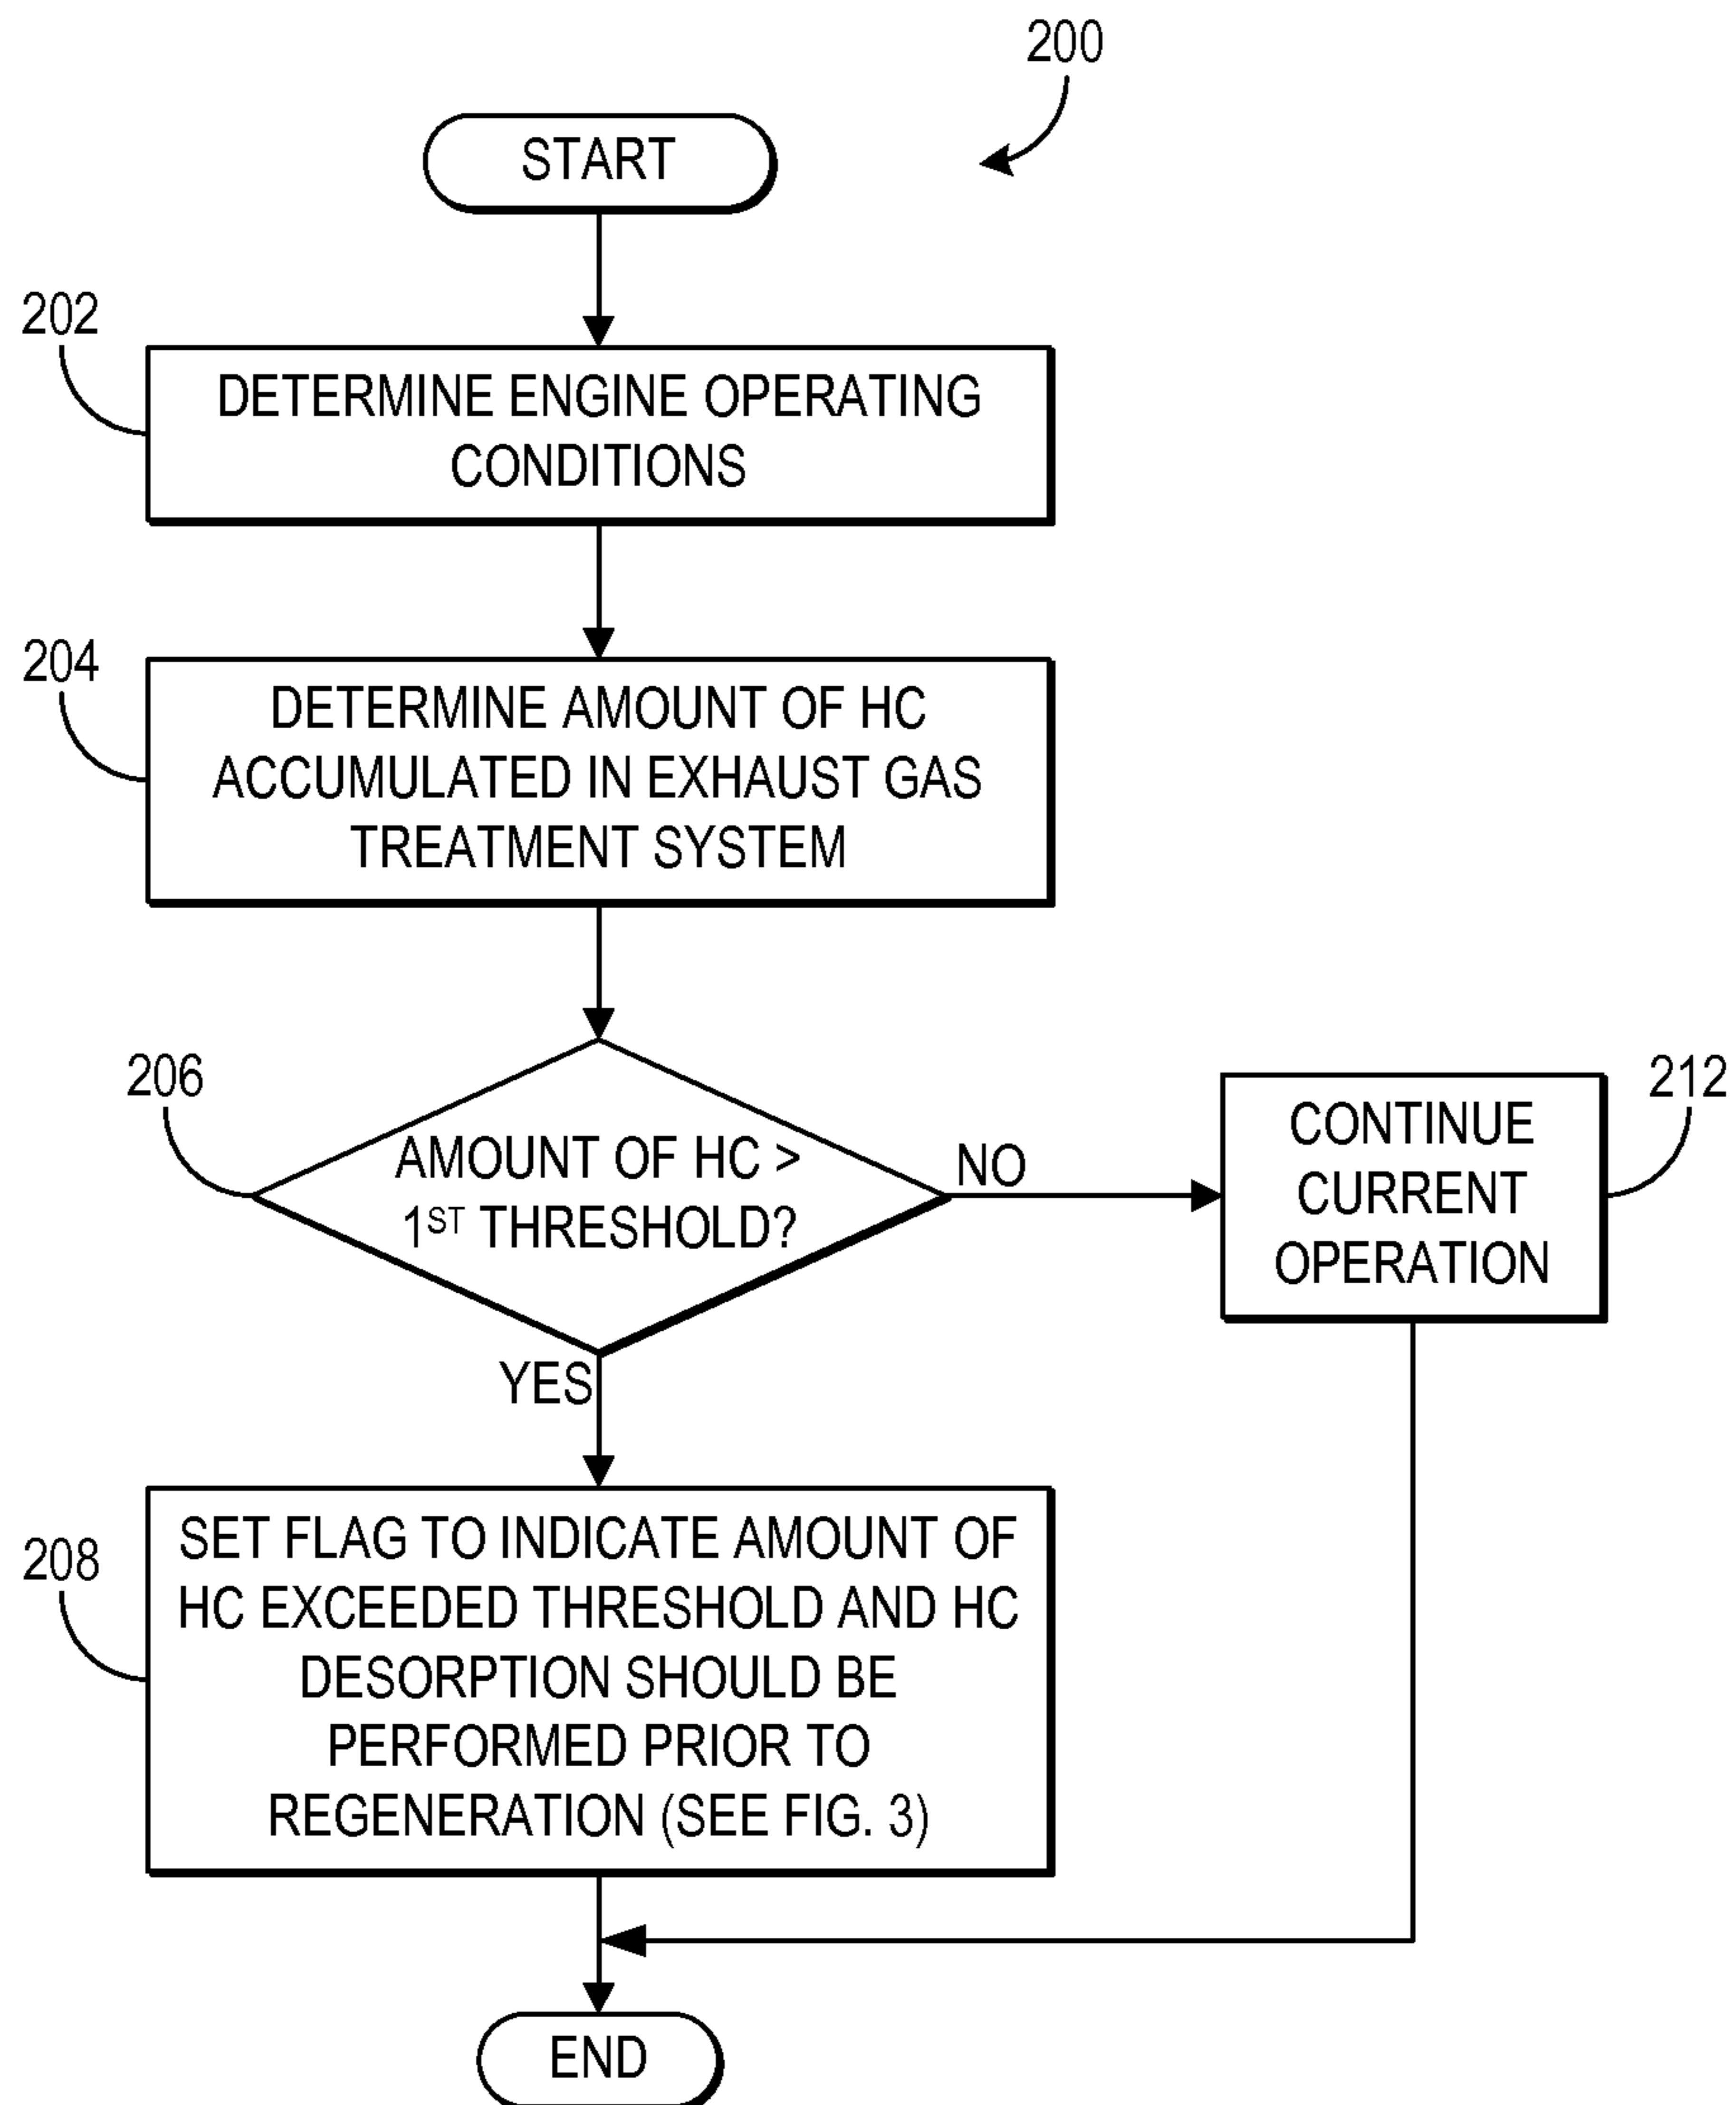 200
START
202
DETERMINE ENGINE OPERATING
CONDITIONS
204
DETERMINE AMOUNT OF HC
ACCUMULATED IN EXHAUST GAS
TREATMENT SYSTEM
206
AMOUNT OF HC >
1ST THRESHOLD?
NO
212
CONTINUE
CURRENT
OPERATION
YES
208
SET FLAG TO INDICATE AMOUNT OF
HC EXCEEDED THRESHOLD AND HC
DESORPTION SHOULD BE
PERFORMED PRIOR TO
REGENERATION (SEE FIG. 3)
END